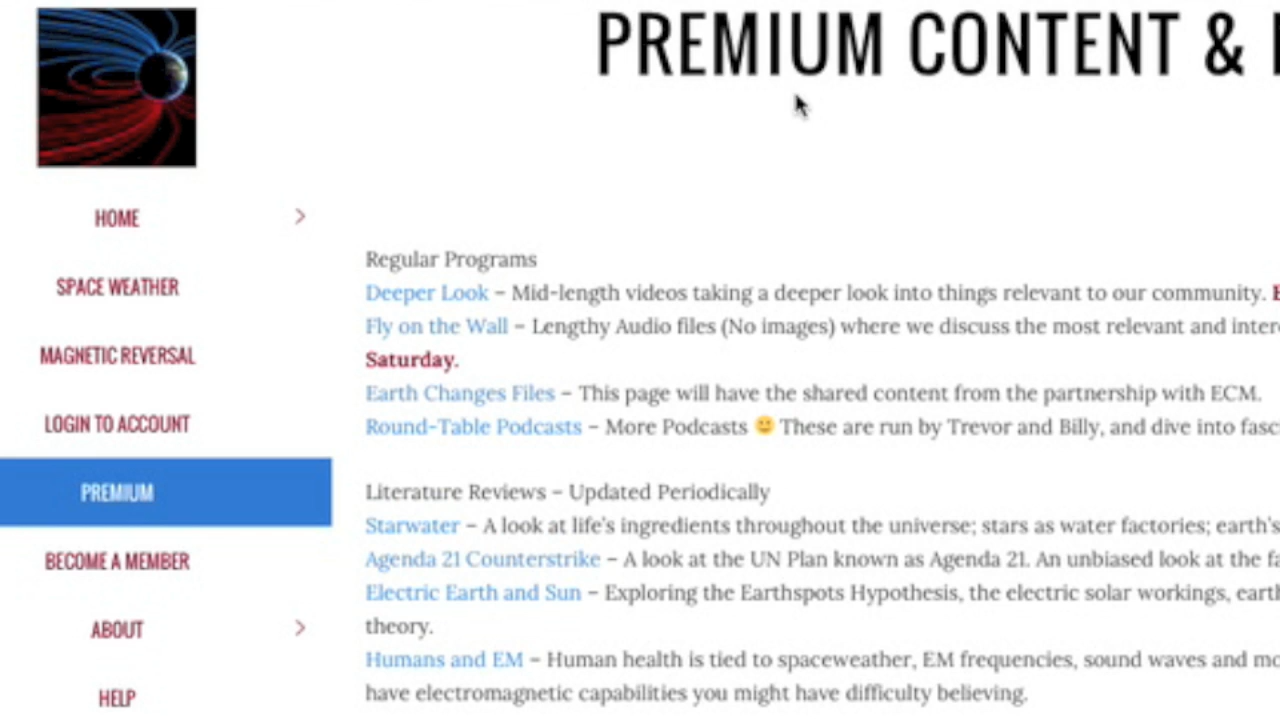 PREMIUM CONTENT &
HOME
SPACE WEATHER
MAGNETIC REVERSAL
LOGIN TO ACCOUNT
PREMIUM
BECOME A MEMBER
ABOUT
HELP
Regular Programs
Deeper Look – Mid-length videos taking a deeper look into things relevant to our community.
Fly on the Wall – Lengthy Audio files (No images) where we discuss the most relevant and
Saturday.
Earth Changes Files – This page will have the shared content from the partnership with ECM.
Round-Table Podcasts – More Podcasts 🙂 These are run by Trevor and Billy, and dive into
Literature Reviews – Updated Periodically
Starwater – A look at life's ingredients throughout the universe; stars as water factories; earth's
Agenda 21 Counterstrike – A look at the UN Plan known as Agenda 21. An unbiased look at the
Electric Earth and Sun – Exploring the Earthspots Hypothesis, the electric solar workings,
theory.
Humans and EM – Human health is tied to spaceweather, EM frequencies, sound waves and
have electromagnetic capabilities you might have difficulty believing.